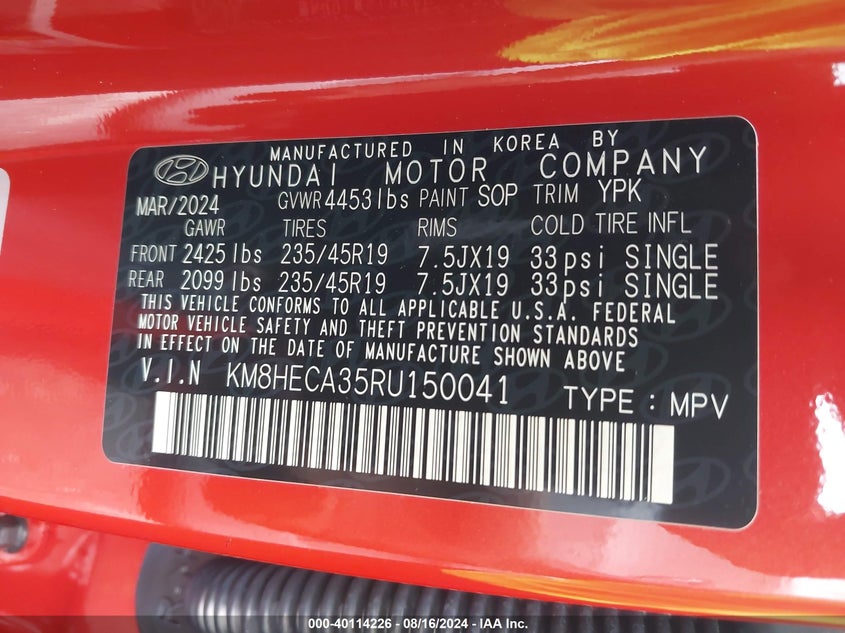 MANUFACTURED IN KOREA BY
HYUNDAI MOTOR COMPANY
MAR/2024 GVWR 4453lbs PAINT SOP TRIM YPK
GAWR TIRES RIMS COLD TIRE INFL
FRONT 2425 lbs 235/45R19 7.5JX19 33psi SINGLE
REAR 2099 lbs 235/45R19 7.5JX19 33psi SINGLE
THIS VEHICLE CONFORMS TO ALL APPLICABLE U.S.A. FEDERAL
MOTOR VEHICLE SAFETY AND THEFT PREVENTION STANDARDS
IN EFFECT ON THE DATE OF MANUFACTURE SHOWN ABOVE
V.I.N KM8HECA35RU150041 TYPE : MPV
000-40114226 - 08/16/2024 - IAA Inc.